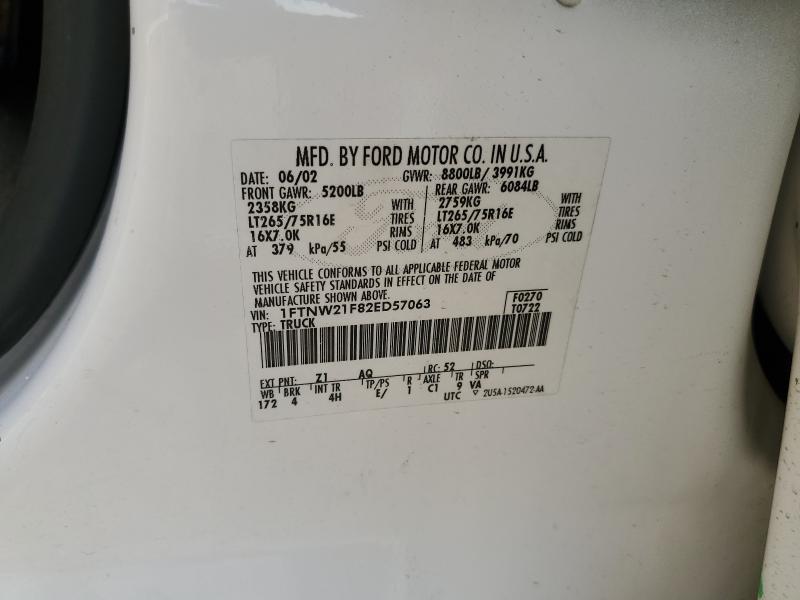 MFD. BY FORD MOTOR CO. IN U.S.A.
DATE: 06/02 GVWR: 8800LB/ 3991KG
FRONT GAWR: 5200LB REAR GAWR: 6084LB
2358KG WITH 2759KG WITH
LT265/75R16E TIRES LT265/75R16E TIRES
16X7.0K RIMS 16X7.0K RIMS
AT 379 kPa/55 PSI COLD AT 483 kPa/70 PSI COLD
THIS VEHICLE CONFORMS TO ALL APPLICABLE FEDERAL MOTOR
VEHICLE SAFETY STANDARDS IN EFFECT ON THE DATE OF
MANUFACTURE SHOWN ABOVE.
VIN: 1FTNW21F82ED57063 F0270
TYPE: TRUCK T0722
EXT PNT: Z1 AQ RC: 52 DSO:
WB BRK INT TR TP/PS R AXLE TR SPR
172 4 4H E/ 1 C1 9 VA
UTC ▽ 2U5A-1520472-AA